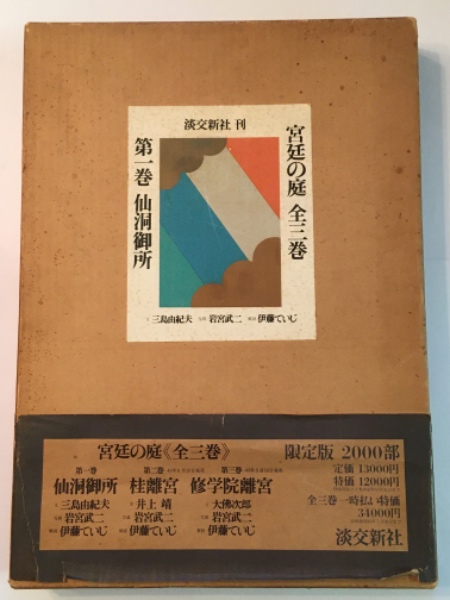 淡交新社 刊
宮廷の庭 全三巻
第一巻 仙洞御所
三島由紀夫 岩宮武二 伊藤ていじ
宮廷の庭《全三巻》
第一巻
仙洞御所
三島由紀夫
岩宮武二
伊藤ていじ
第二巻
桂離宮
井上 靖
岩宮武二
伊藤ていじ
第三巻
修学院離宮
大佛次郎
岩宮武二
伊藤ていじ
限定版 2000部
定価 13000円
特価 12000円
全三巻一時払い特価
34000円
淡交新社